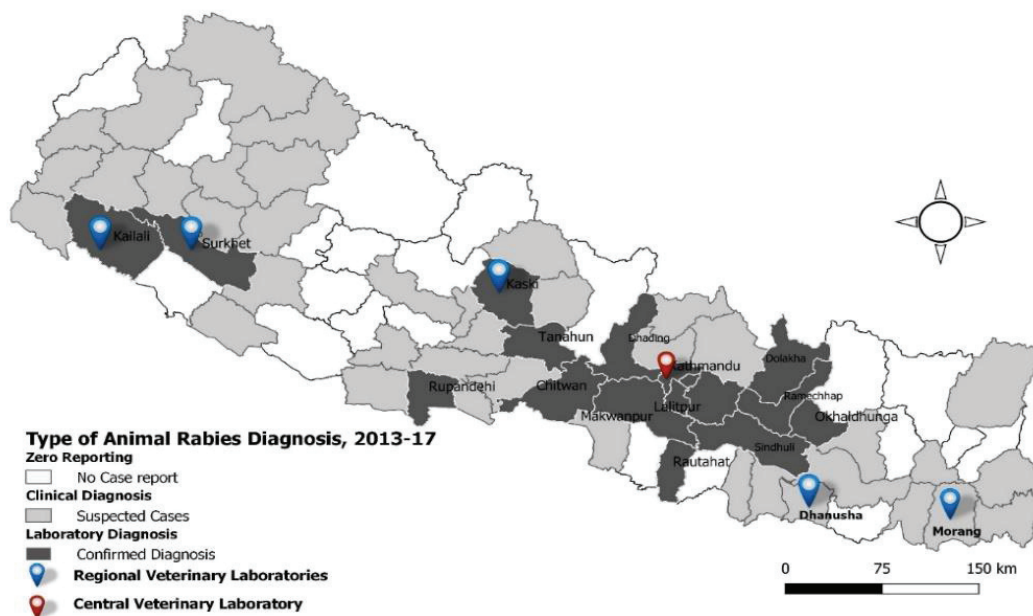 Kailali
Surkhet
Kaski
Tanahun
Dhading
Kathmandu
Dolakha
Rupandehi
Chitwan
Ramechhap
Lalitpur
Makwanpur
Okhaldhunga
Sindhuli
Rautahat
Dhanusha
Morang
Type of Animal Rabies Diagnosis, 2013-17
Zero Reporting
No Case report
Clinical Diagnosis
Suspected Cases
Laboratory Diagnosis
Confirmed Diagnosis
Regional Veterinary Laboratories
Central Veterinary Laboratory
0 75 150 km